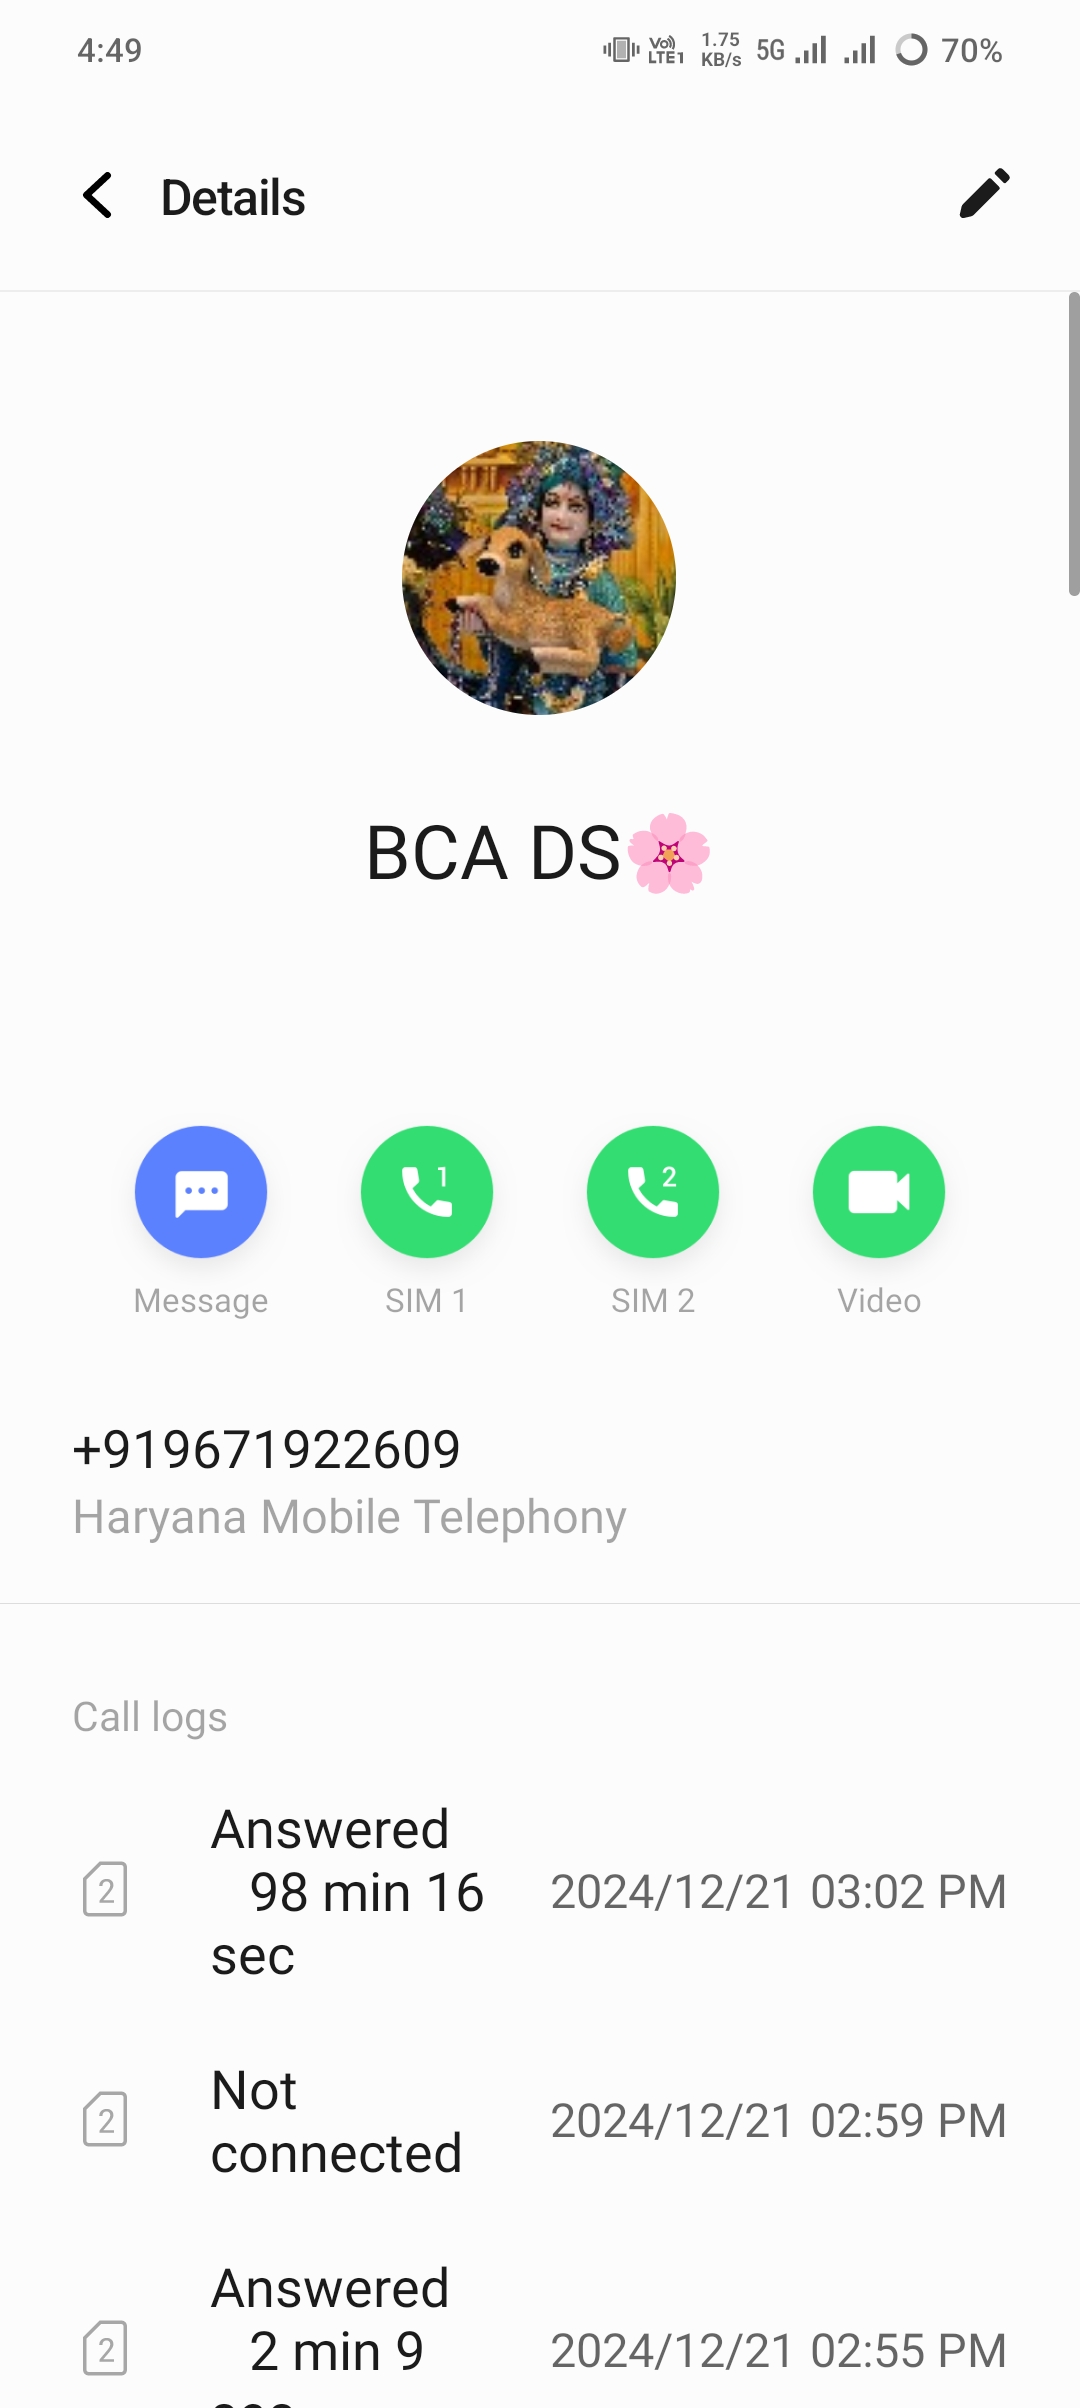 4:49 Vo)) LTE1 1.75 KB/s 5G 70%
Details
BCA DS🌸
1 2
Message SIM 1 SIM 2 Video
+919671922609
Haryana Mobile Telephony
Call logs
Answered
2 98 min 16 2024/12/21 03:02 PM
sec
Not
2 2024/12/21 02:59 PM
connected
Answered
2 2 min 9 2024/12/21 02:55 PM